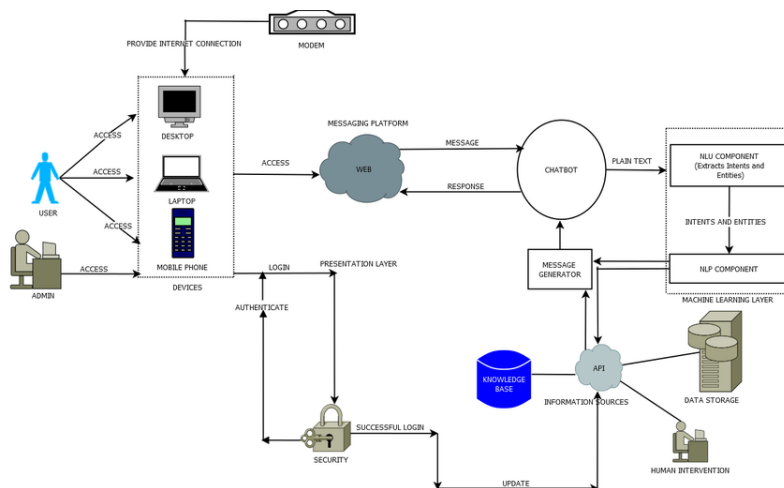 MODEM
PROVIDE INTERNET CONNECTION
DESKTOP
ACCESS
ACCESS
ACCESS
USER
LAPTOP
MOBILE PHONE
ADMIN
ACCESS
DEVICES
ACCESS
MESSAGING PLATFORM
WEB
MESSAGE
RESPONSE
CHATBOT
PLAIN TEXT
NLU COMPONENT
(Extracts Intents and
Entities)
INTENTS AND ENTITIES
NLP COMPONENT
MACHINE LEARNING LAYER
MESSAGE
GENERATOR
LOGIN
PRESENTATION LAYER
AUTHENTICATE
SECURITY
SUCCESSFUL LOGIN
UPDATE
KNOWLEDGE
BASE
API
INFORMATION SOURCES
DATA STORAGE
HUMAN INTERVENTION